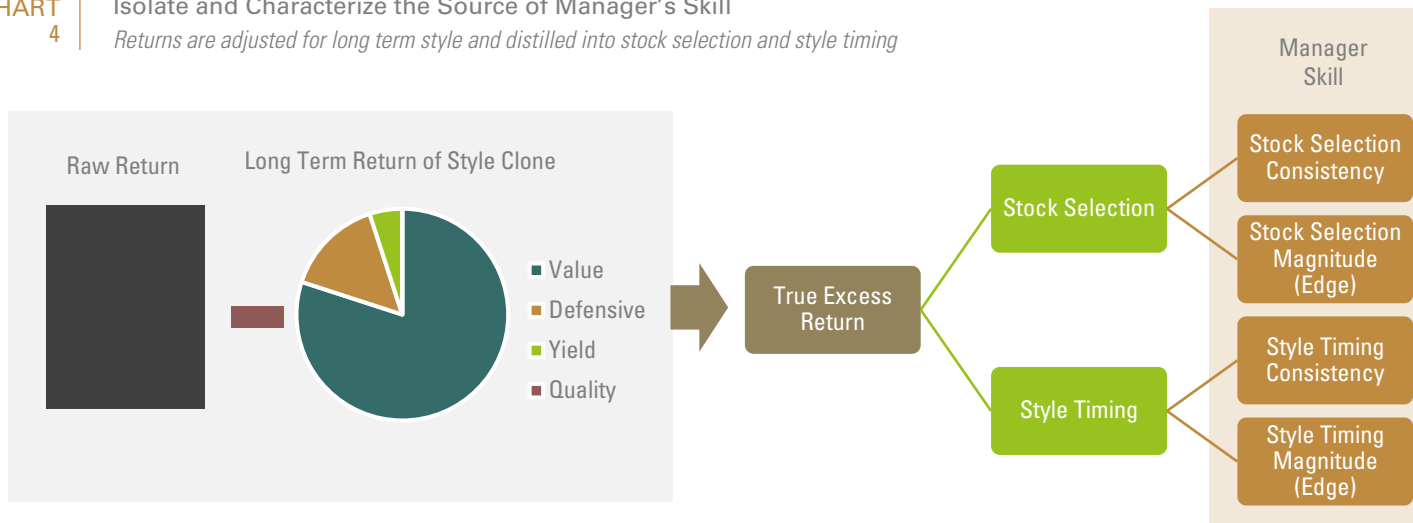 4
Isolate and Characterize the Source of Manager's Skill
Returns are adjusted for long term style and distilled into stock selection and style timing
Raw Return
Long Term Return of Style Clone
Value
Defensive
Yield
Quality
True Excess
Return
Stock Selection
Style Timing
Manager
Skill
Stock Selection
Consistency
Stock Selection
Magnitude
(Edge)
Style Timing
Consistency
Style Timing
Magnitude
(Edge)